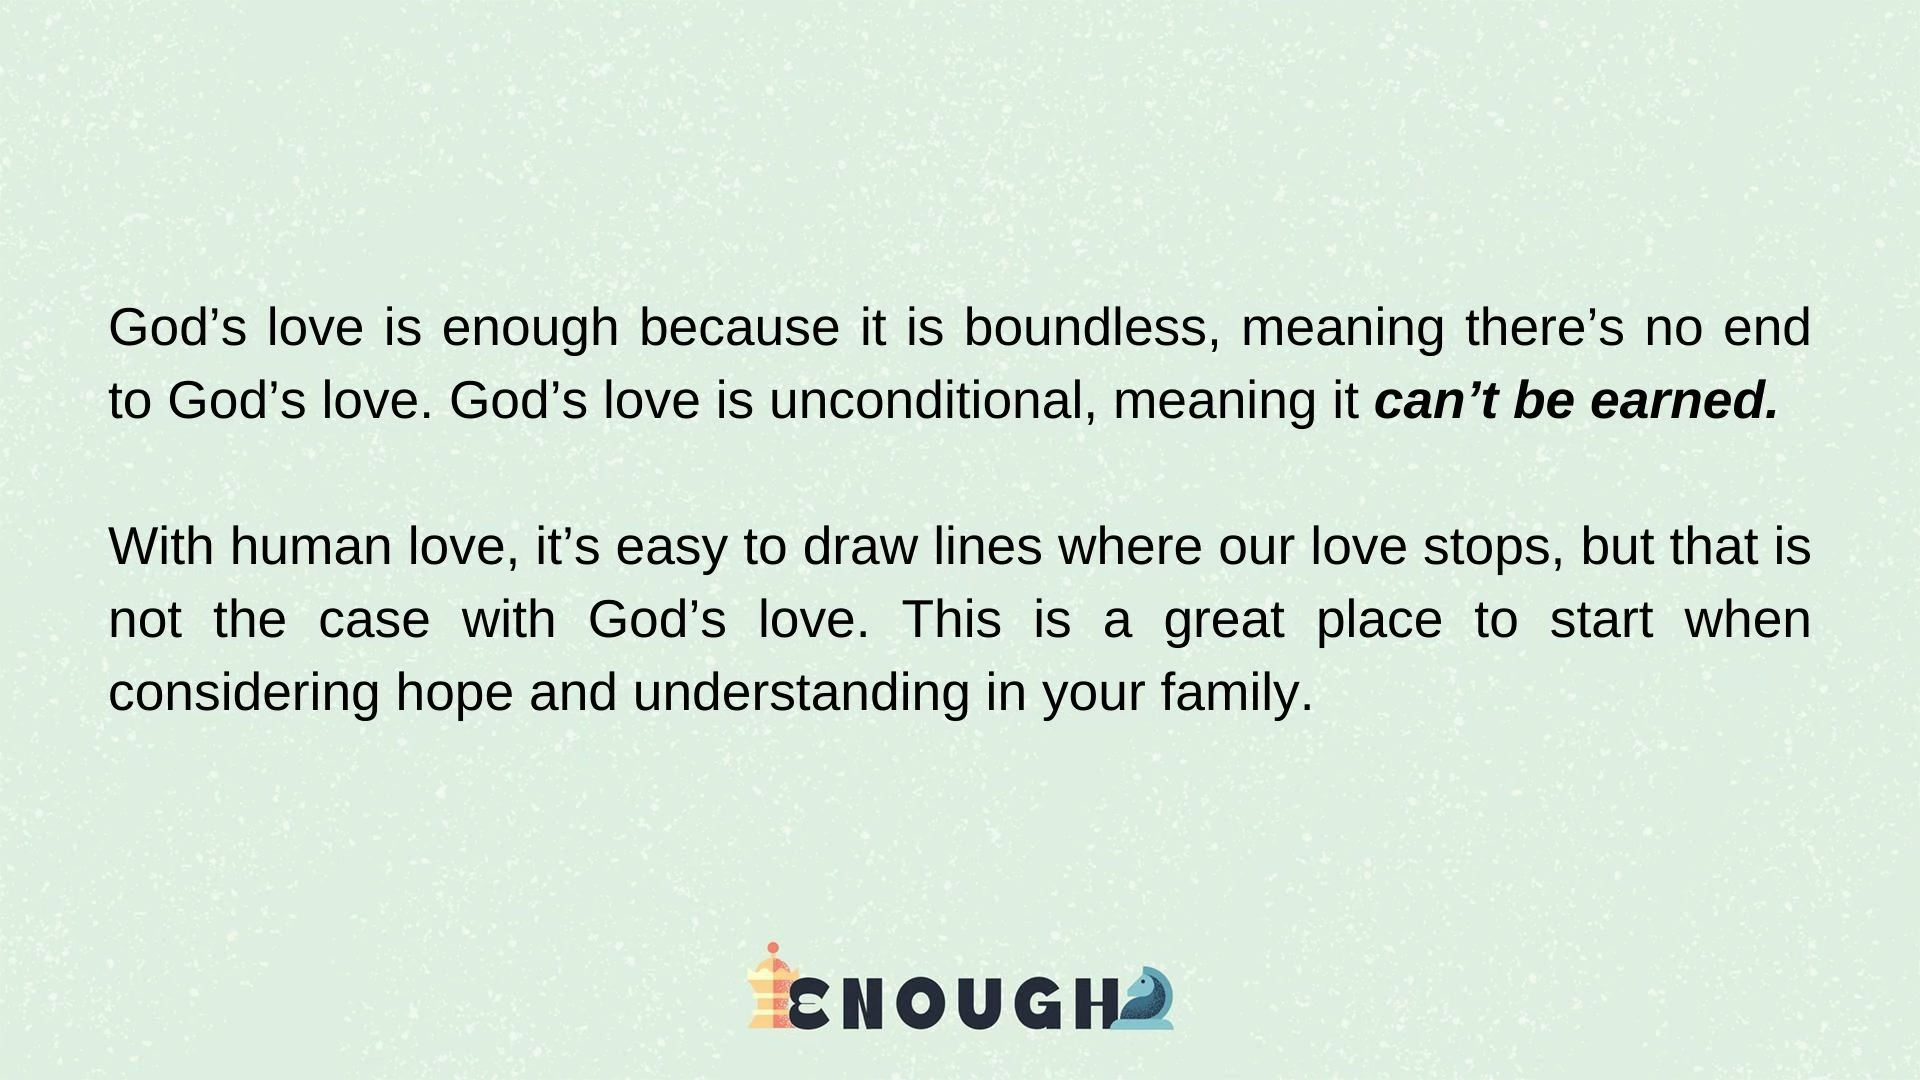 God’s love is enough because it is boundless, meaning there’s no end
to God’s love. God’s love is unconditional, meaning it can’t be earned.
With human love, it’s easy to draw lines where our love stops, but that is
not the case with God’s love. This is a great place to start when
considering hope and understanding in your family.
ENOUGH